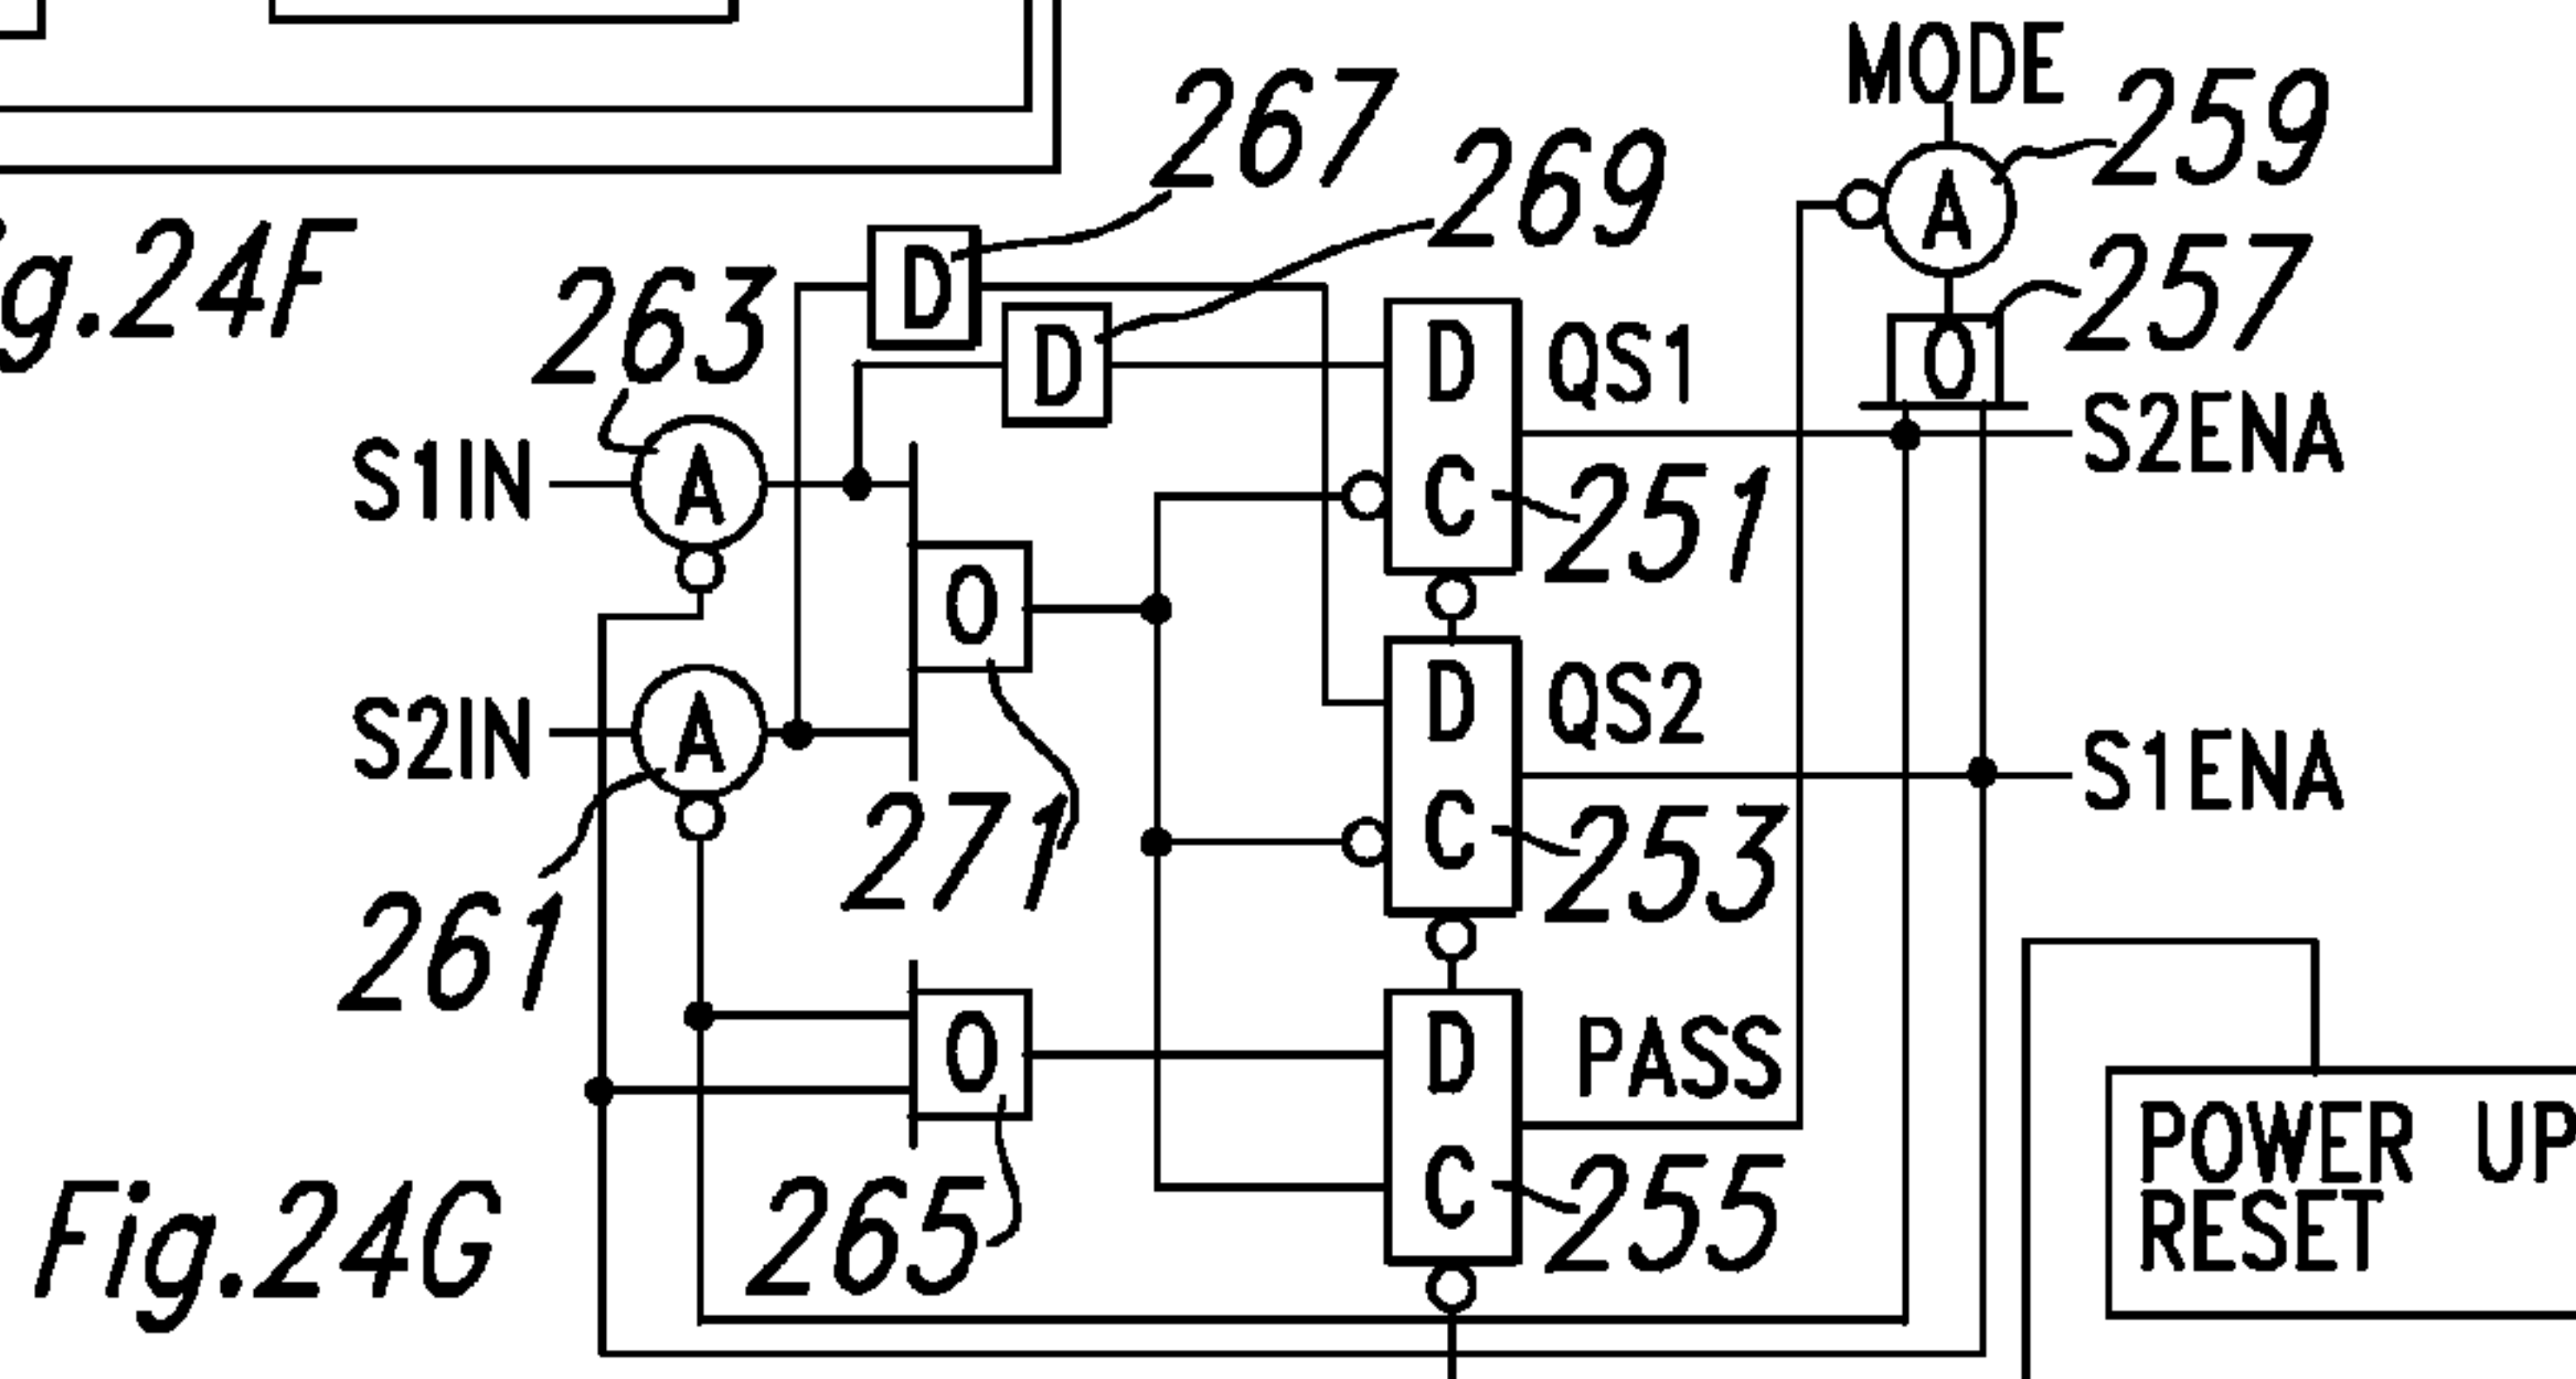 MODE
267
259
269
g.24F
263
D
A
257
D
D
QS1
O
S1IN
A
S2ENA
C
251
O
D
QS2
S2IN
A
S1ENA
271
C
253
261
O
D
PASS
POWER UP
RESET
265
C
255
Fig.24G